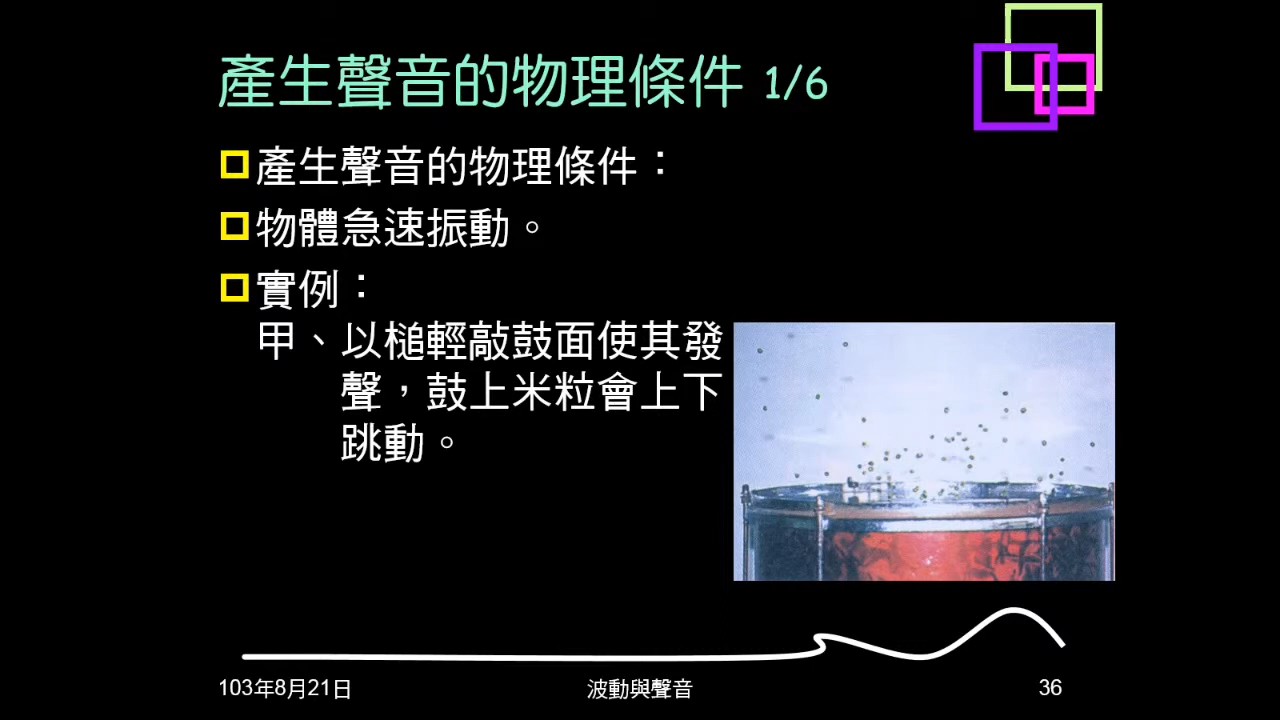 產生聲音的物理條件 1/6
產生聲音的物理條件：
物體急速振動。
實例：
甲、以槌輕敲鼓面使其發
聲，鼓上米粒會上下
跳動。
103年8月21日
波動與聲音
36